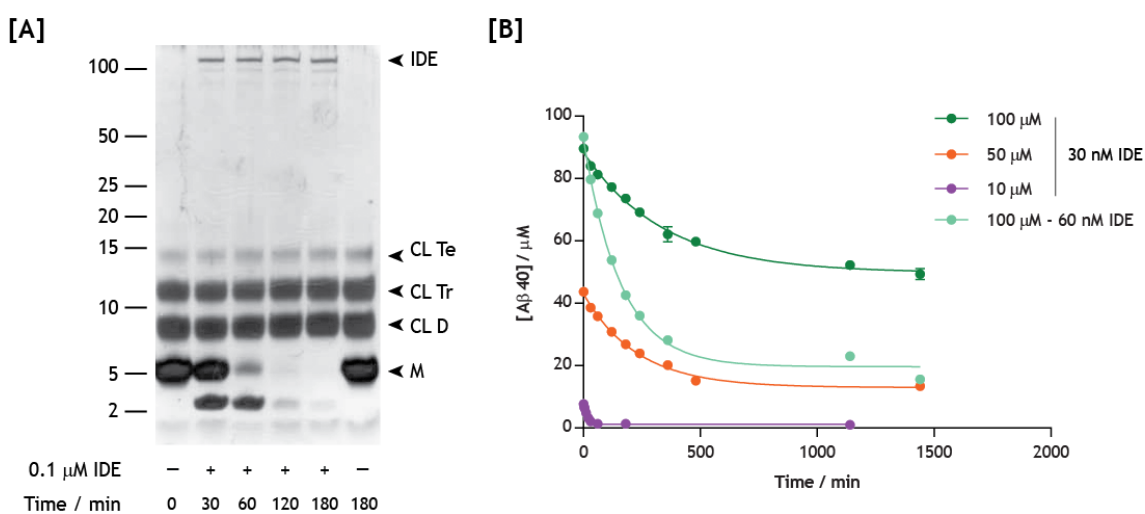 [A]
[B]
100
50
25
20
15
10
5
2
IDE
CL Te
CL Tr
CL D
M
0.1 μM IDE – + + + + –
Time / min 0 30 60 120 180 180
100
80
60
40
20
0
[Aβ 40] / μM
0 500 1000 1500 2000
Time / min
100 μM
50 μM
10 μM
30 nM IDE
100 μM - 60 nM IDE